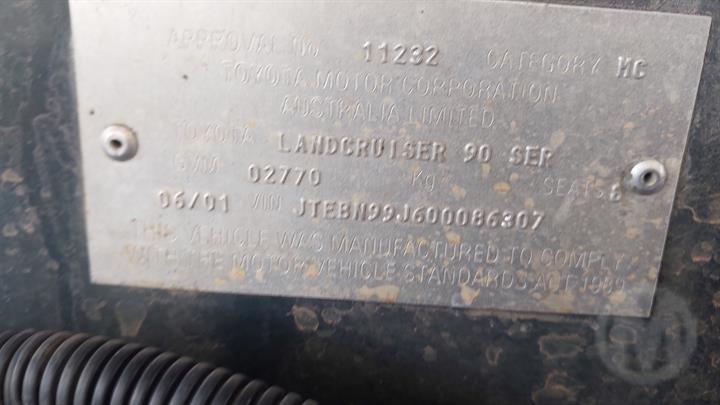 APPROVAL No 11232 CATEGORY MC
TOYOTA MOTOR CORPORATION
AUSTRALIA LIMITED
TOYOTA LANDCRUISER 90 SER
GVM 02770 Kg SEATS 8
06/01 VIN JTEBN99J600086307
THIS VEHICLE WAS MANUFACTURED TO COMPLY
WITH THE MOTOR VEHICLE STANDARDS ACT 1989